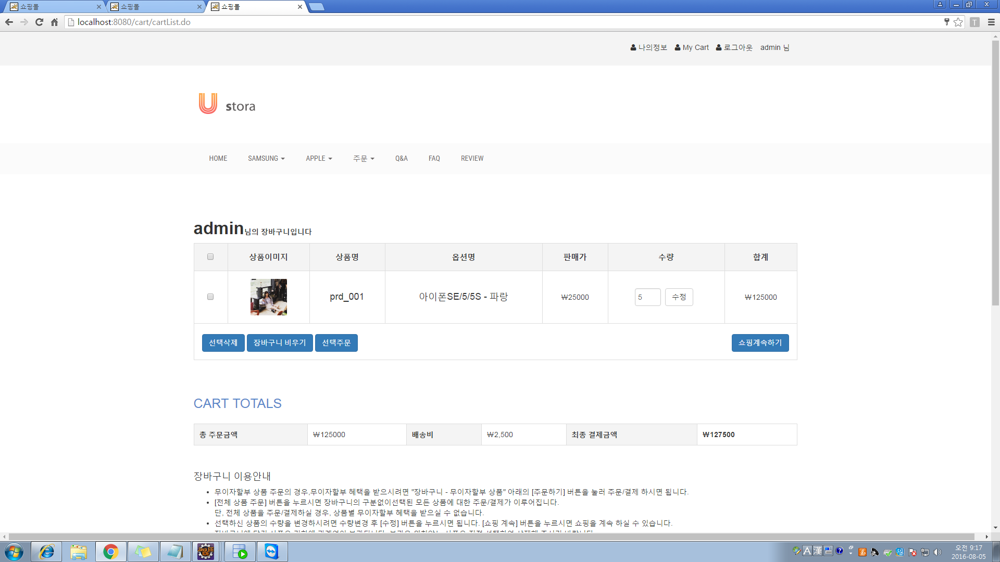 쇼핑몰
쇼핑몰
쇼핑몰
localhost:8080/cart/cartList.do
T
나의정보 My Cart 로그아웃 admin 님
U stora
HOME SAMSUNG APPLE 주문 Q&A FAQ REVIEW
admin님의 장바구니입니다
상품이미지 상품명 옵션명 판매가 수량 합계
prd_001 아이폰SE/5/5S - 파랑 ₩25000 5 수정 ₩125000
선택삭제 장바구니 비우기 선택주문 쇼핑계속하기
CART TOTALS
총 주문금액 ₩125000 배송비 ₩2,500 최종 결제금액 ₩127500
장바구니 이용안내
무이자할부 상품 주문의 경우,무이자할부 혜택을 받으시려면 "장바구니 - 무이자할부 상품" 아래의 [주문하기] 버튼을 눌러 주문/결제 하시면 됩니다.
[전체 상품 주문] 버튼을 누르시면 장바구니의 구분없이선택된 모든 상품에 대한 주문/결제가 이루어집니다.
단, 전체 상품을 주문/결제하실 경우, 상품별 무이자할부 혜택을 받으실 수 없습니다.
선택하신 상품의 수량을 변경하시려면 수량변경 후 [수정] 버튼을 누르시면 됩니다. [쇼핑 계속] 버튼을 누르시면 쇼핑을 계속 하실 수 있습니다.
Java EE
IDE
A 漢
오전 9:17
2016-08-05